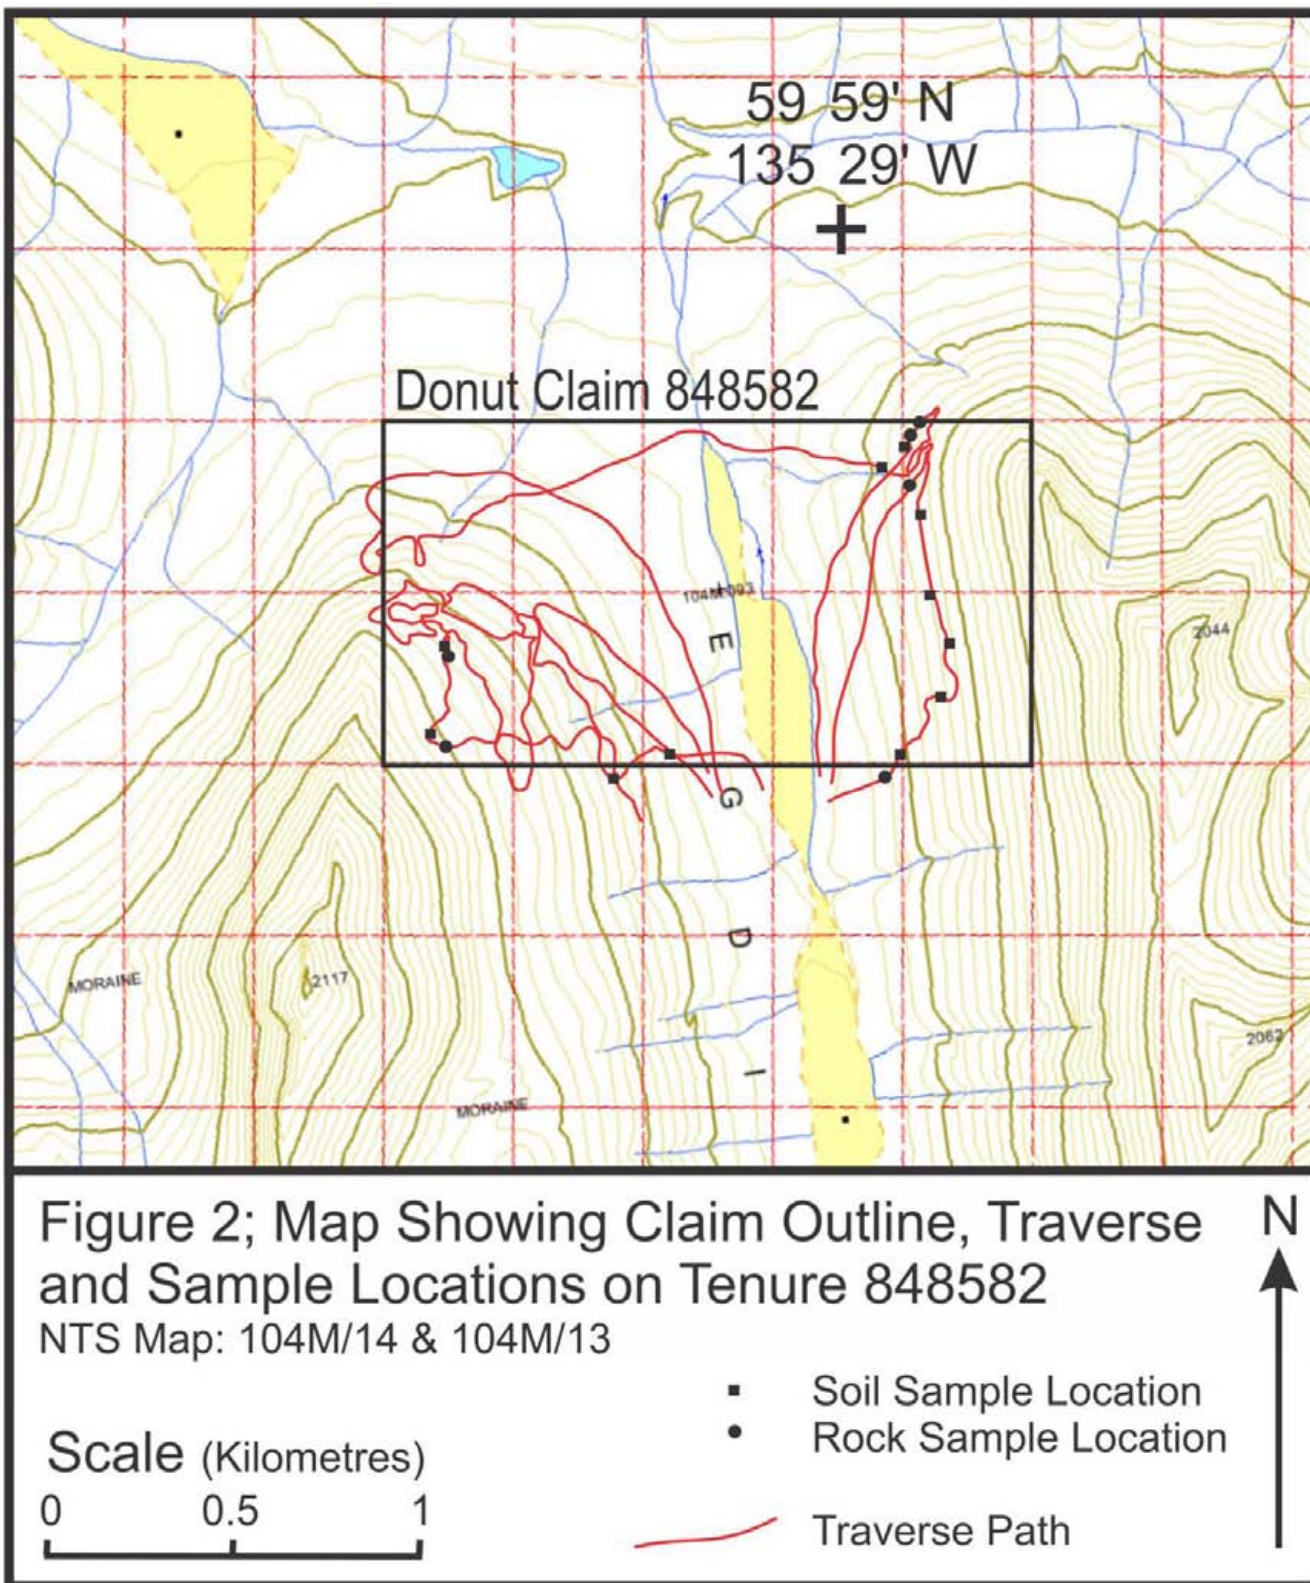 59 59' N
135 29' W
Donut Claim 848582
E
2044
G
D
MORAINE
2117
2062
I
MORAINE
Figure 2; Map Showing Claim Outline, Traverse
and Sample Locations on Tenure 848582
NTS Map: 104M/14 & 104M/13
N
Soil Sample Location
Rock Sample Location
Scale (Kilometres)
0 0.5 1
Traverse Path